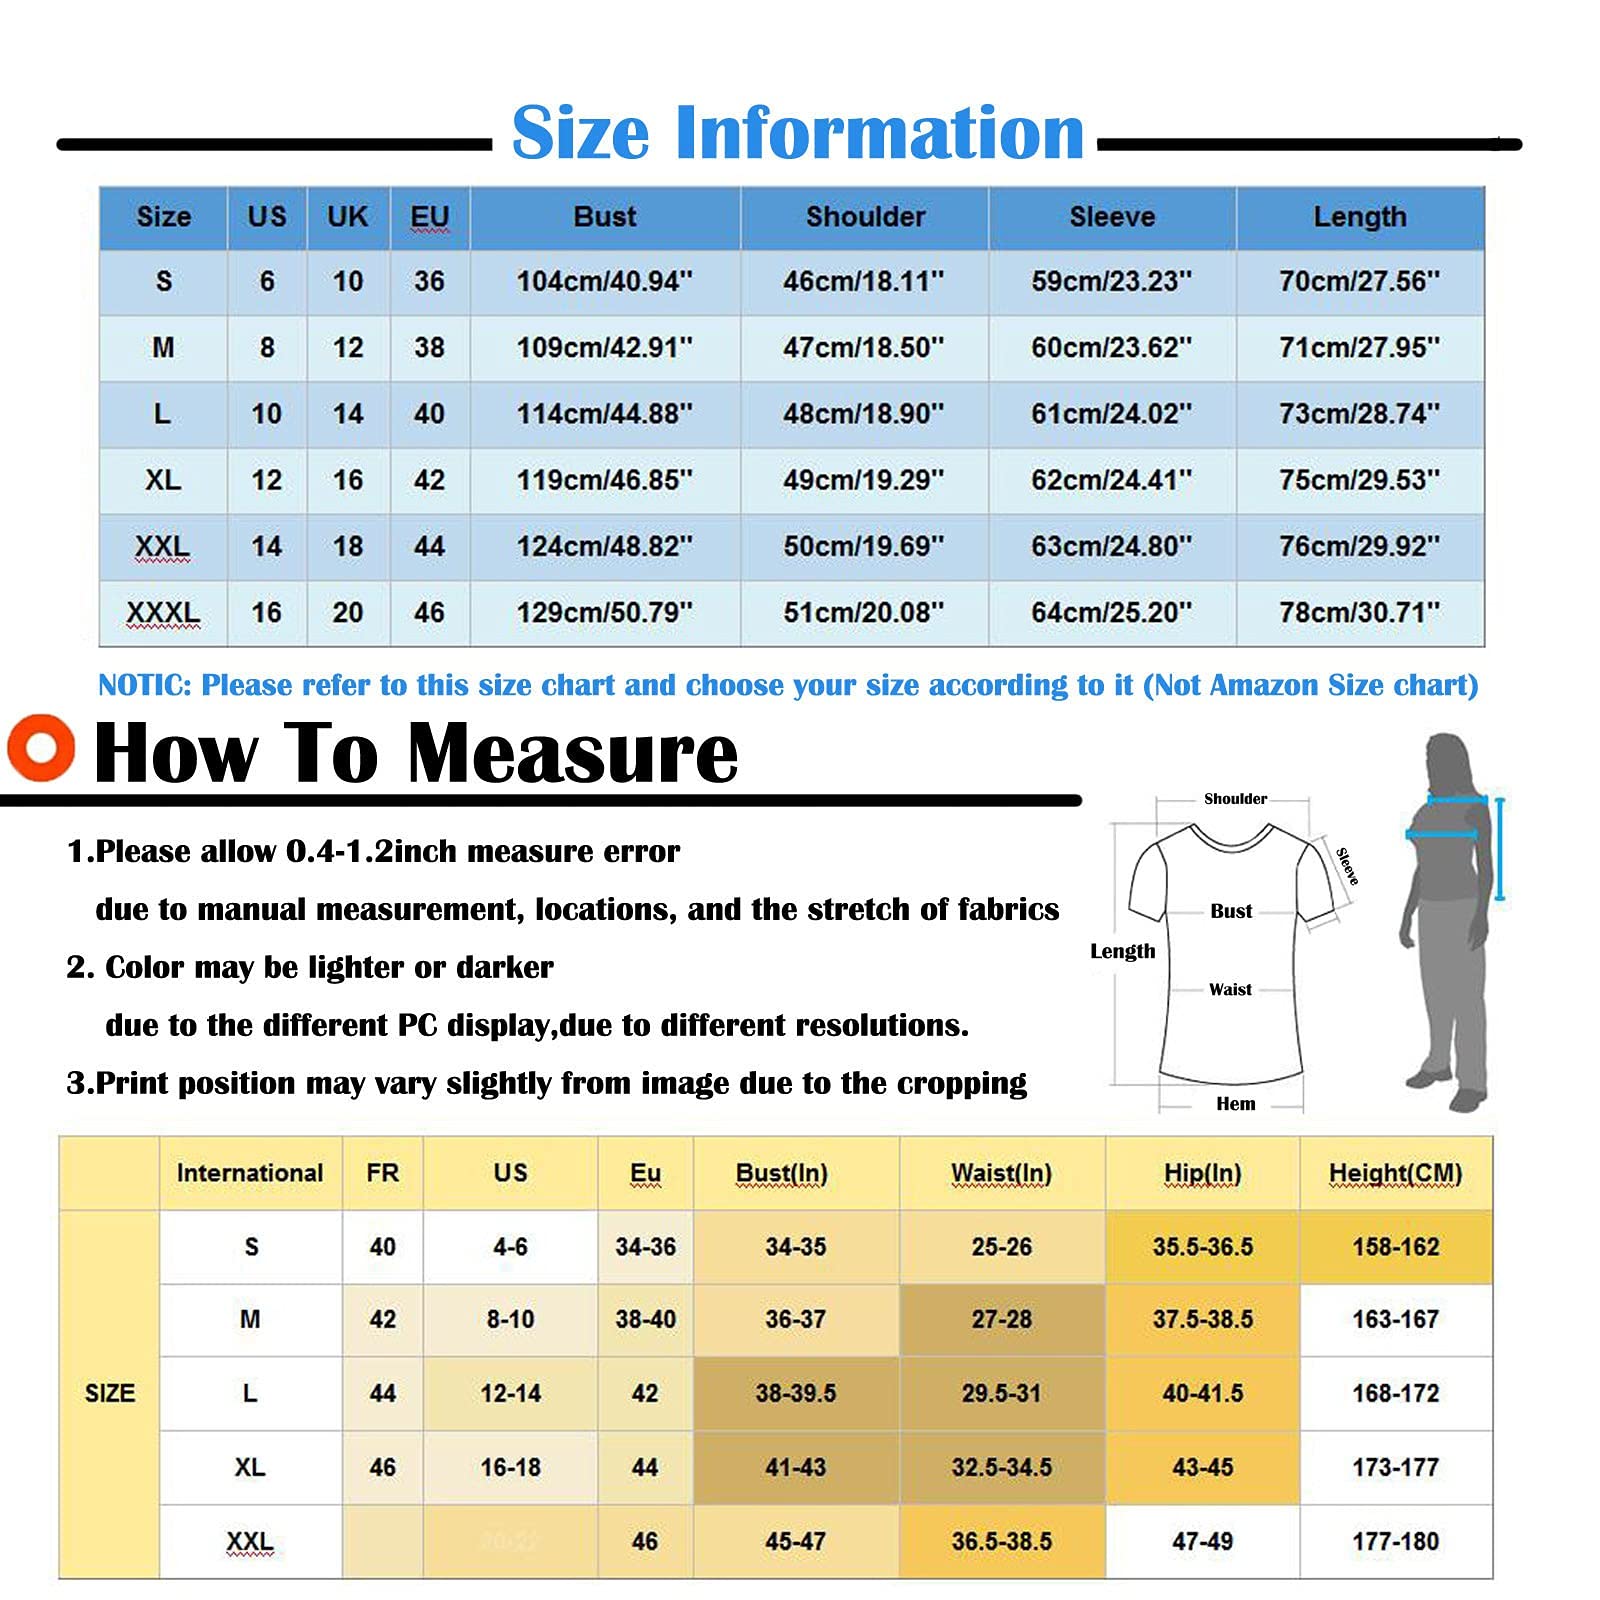 Size Information
Size US UK EU Bust Shoulder Sleeve Length
S 6 10 36 104cm/40.94" 46cm/18.11" 59cm/23.23" 70cm/27.56"
M 8 12 38 109cm/42.91" 47cm/18.50" 60cm/23.62" 71cm/27.95"
L 10 14 40 114cm/44.88" 48cm/18.90" 61cm/24.02" 73cm/28.74"
XL 12 16 42 119cm/46.85" 49cm/19.29" 62cm/24.41" 75cm/29.53"
XXL 14 18 44 124cm/48.82" 50cm/19.69" 63cm/24.80" 76cm/29.92"
XXXL 16 20 46 129cm/50.79" 51cm/20.08" 64cm/25.20" 78cm/30.71"
NOTIC: Please refer to this size chart and choose your size according to it (Not Amazon Size chart)
How To Measure
1.Please allow 0.4-1.2inch measure error
due to manual measurement, locations, and the stretch of fabrics
2. Color may be lighter or darker
due to the different PC display,due to different resolutions.
3.Print position may vary slightly from image due to the cropping
Shoulder
Sleeve
Bust
Length
Waist
Hem
International FR US Eu Bust(In) Waist(In) Hip(In) Height(CM)
S 40 4-6 34-36 34-35 25-26 35.5-36.5 158-162
M 42 8-10 38-40 36-37 27-28 37.5-38.5 163-167
SIZE L 44 12-14 42 38-39.5 29.5-31 40-41.5 168-172
XL 46 16-18 44 41-43 32.5-34.5 43-45 173-177
XXL 46 45-47 36.5-38.5 47-49 177-180